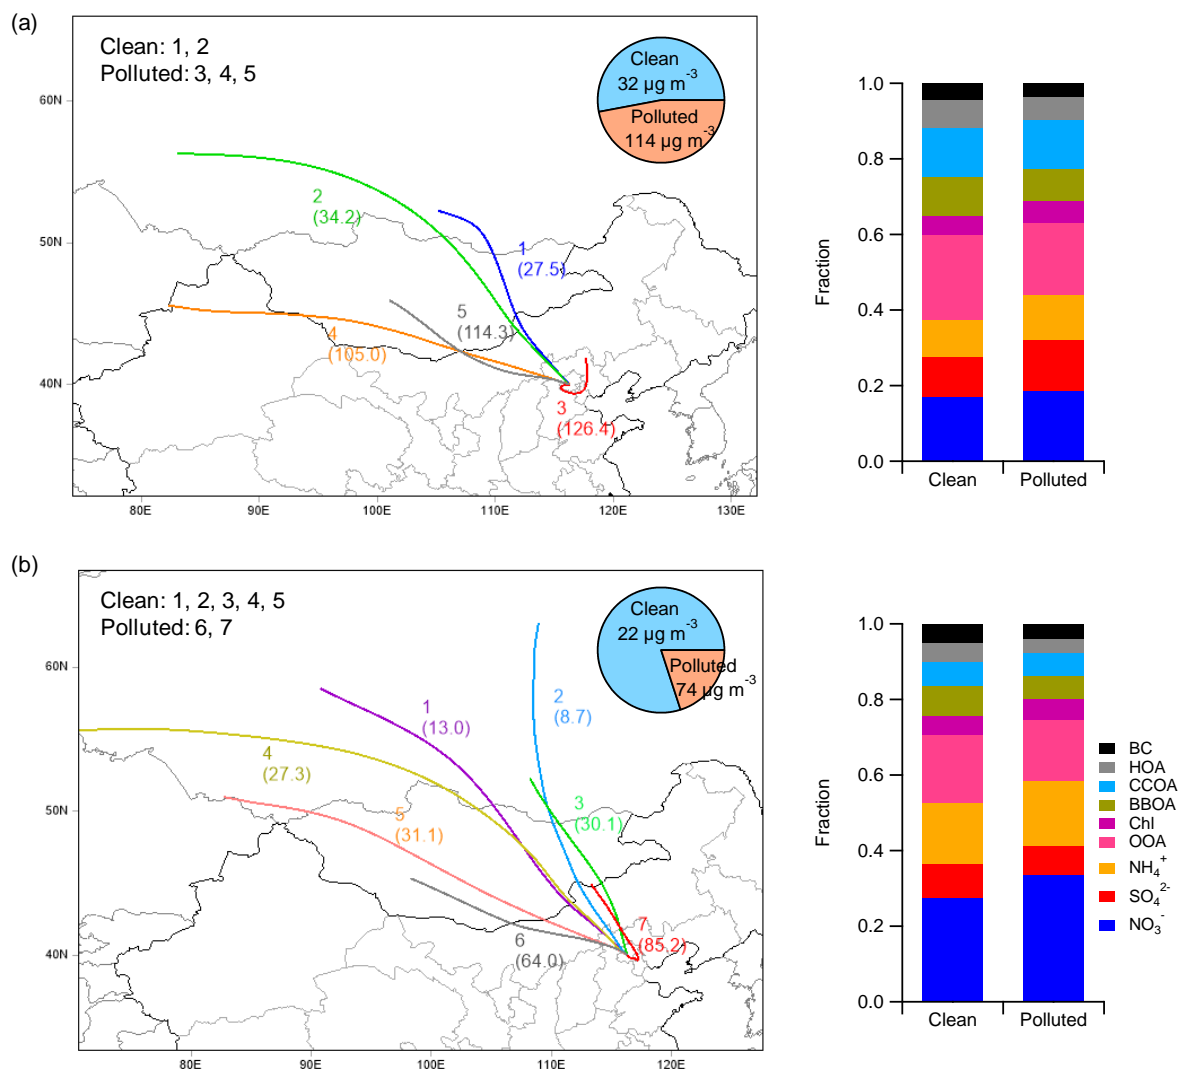 (a)
Clean: 1, 2
Polluted: 3, 4, 5
Clean
32 µg m⁻³
Polluted
114 µg m⁻³
2
(34.2)
1
(27.5)
5
(114.3)
4
(105.0)
3
(126.4)
60N
50N
40N
80E
90E
100E
110E
120E
130E
Fraction
1.0
0.8
0.6
0.4
0.2
0.0
Clean
Polluted
(b)
Clean: 1, 2, 3, 4, 5
Polluted: 6, 7
Clean
22 µg m⁻³
Polluted
74 µg m⁻³
1
(13.0)
2
(8.7)
4
(27.3)
3
(30.1)
5
(31.1)
6
(64.0)
7
(85.2)
60N
50N
40N
80E
90E
100E
110E
120E
Fraction
1.0
0.8
0.6
0.4
0.2
0.0
Clean
Polluted
BC
HOA
CCOA
BBOA
Chl
OOA
NH₄⁺
SO₄²⁻
NO₃⁻